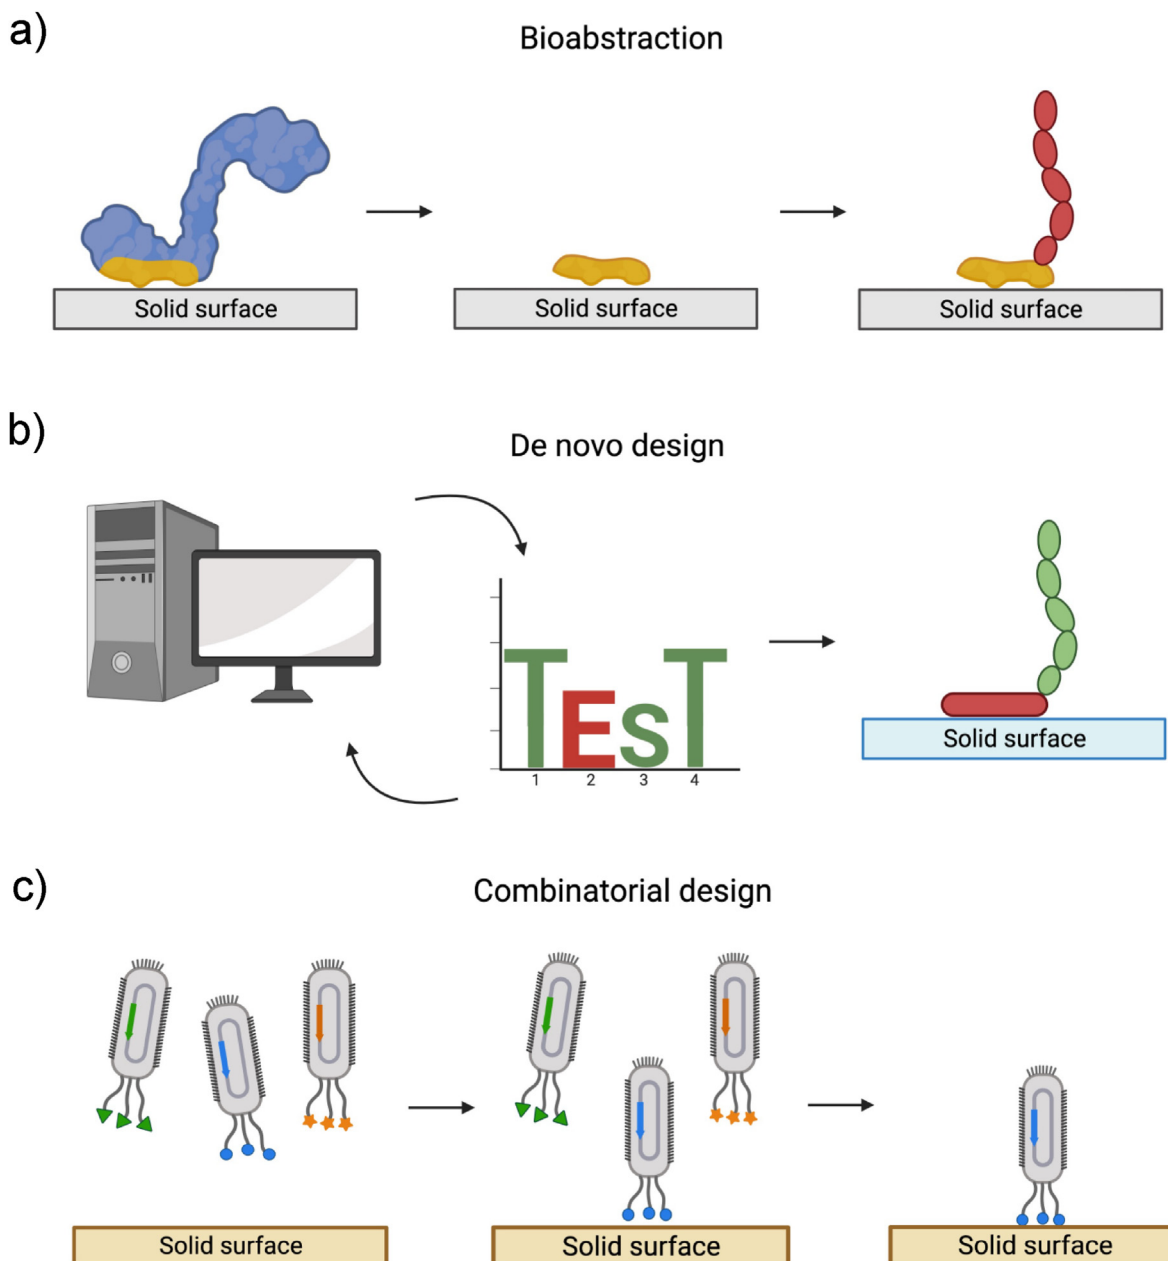 a)
Bioabstraction
Solid surface
Solid surface
Solid surface
b)
De novo design
TEsT
1 2 3 4
Solid surface
c)
Combinatorial design
Solid surface
Solid surface
Solid surface